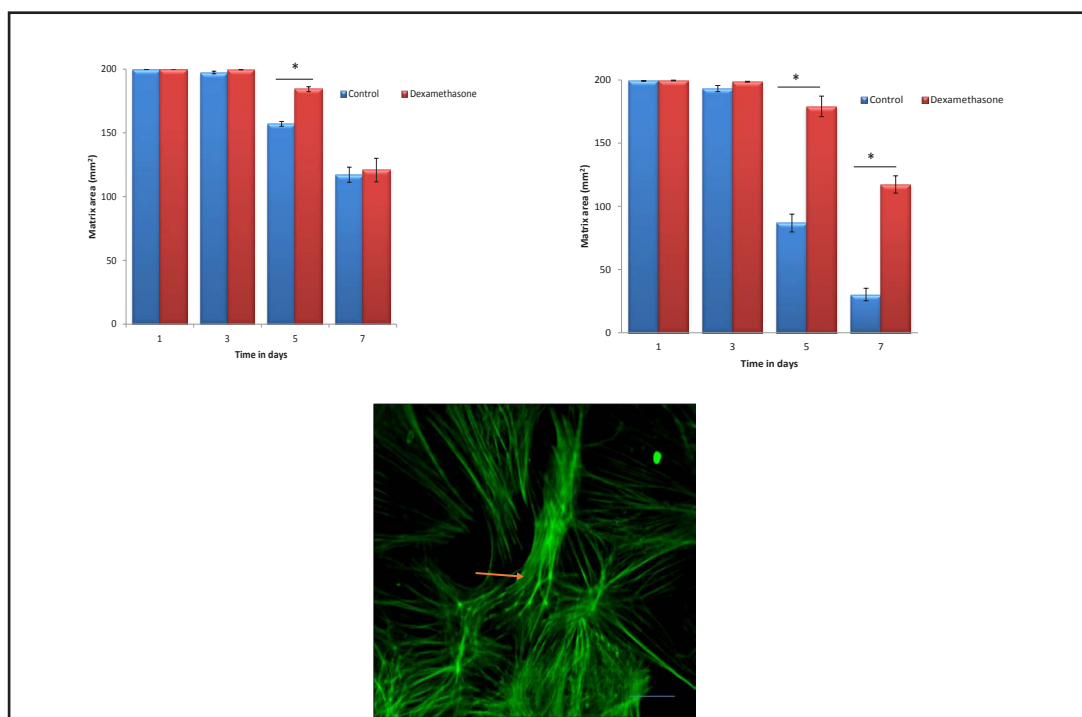 200
150
100
50
0
Matrix area (mm²)
*
Control
Dexamethasone
1 3 5 7
Time in days
200
150
100
50
0
Matrix area (mm²)
*
*
Control
Dexamethasone
1 3 5 7
Time in days